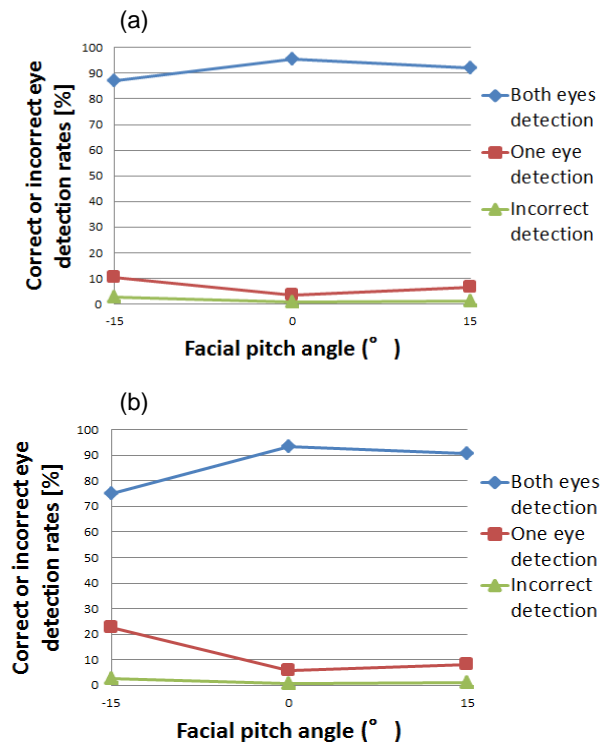 (a)
100
90
80
70
60
50
40
30
20
10
0
-15
0
15
Correct or incorrect eye
detection rates [%]
Facial pitch angle (° )
Both eyes
detection
One eye
detection
Incorrect
detection
(b)
100
90
80
70
60
50
40
30
20
10
0
-15
0
15
Correct or incorrect eye
detection rates [%]
Facial pitch angle (° )
Both eyes
detection
One eye
detection
Incorrect
detection